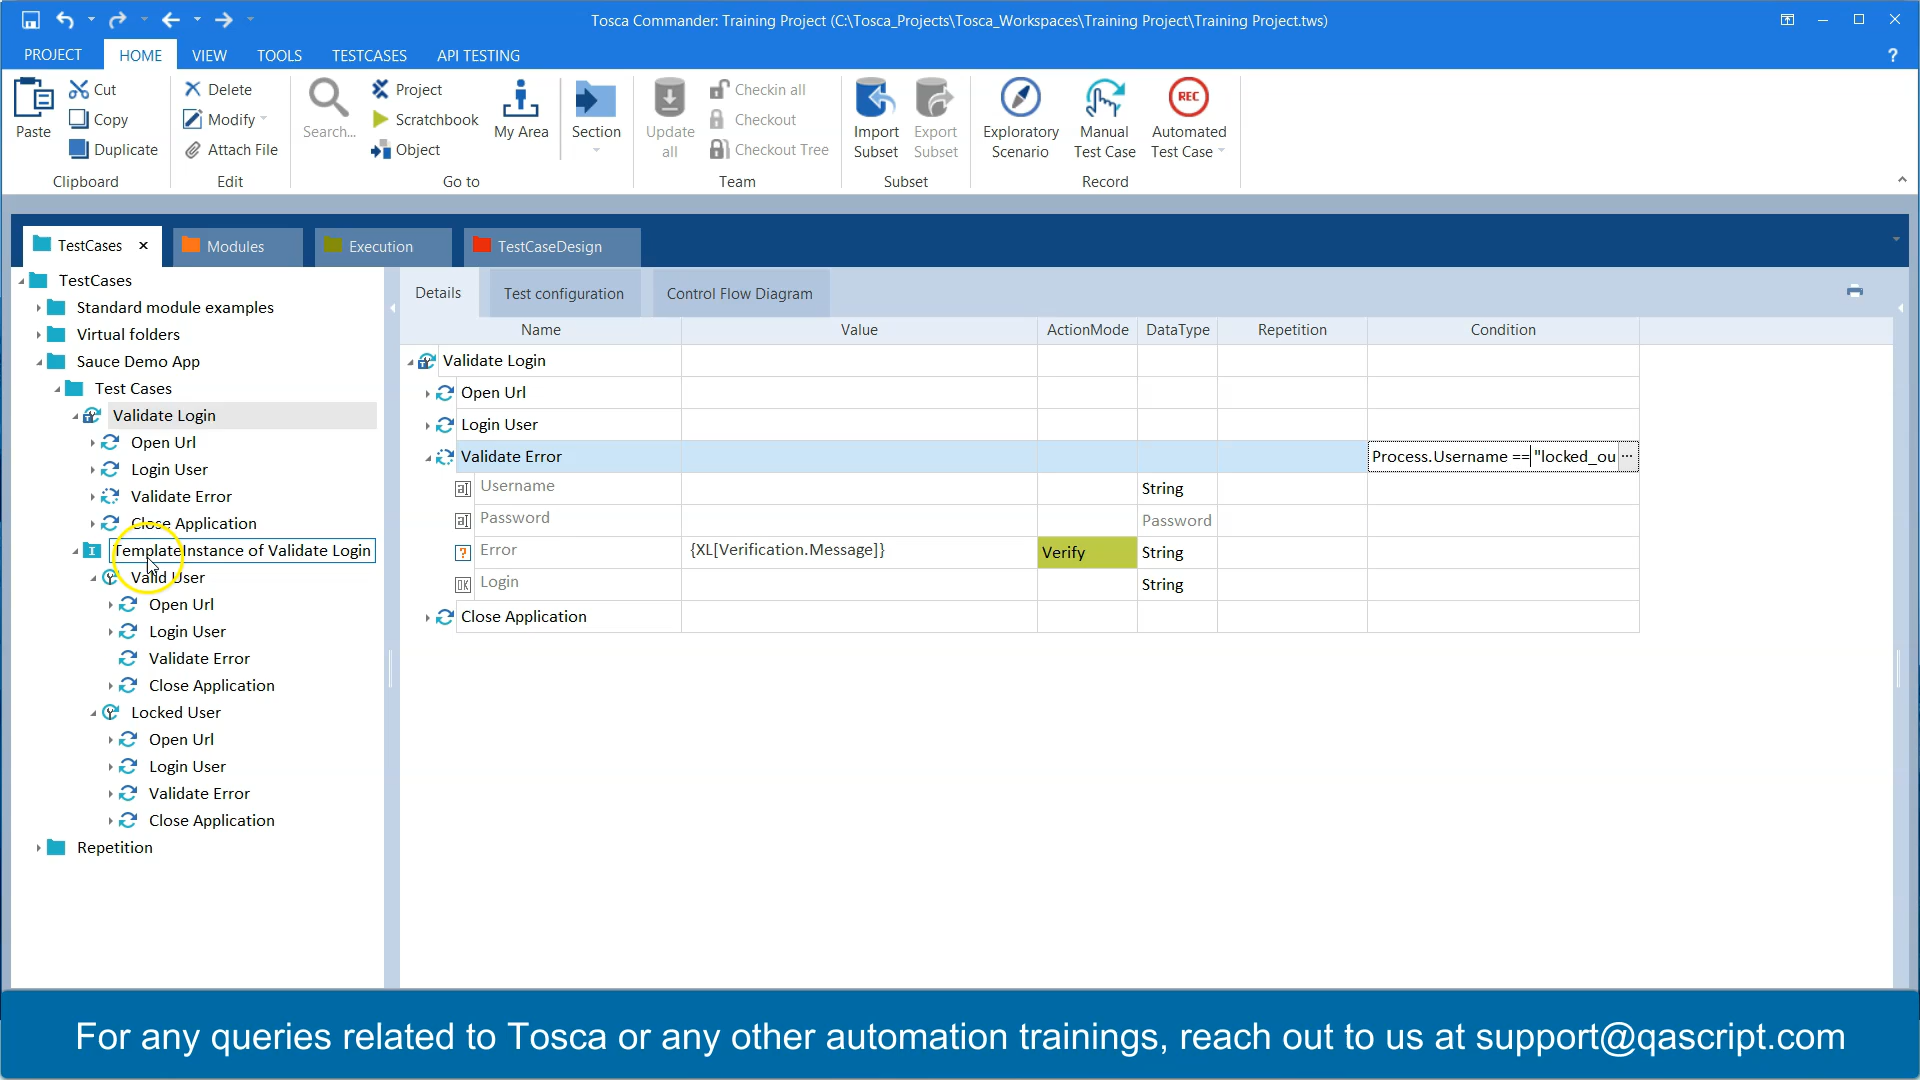 Tosca Commander: Training Project (C:\Tosca_Projects\Tosca_Workspaces\Training Project\Training Project.tws)
PROJECT HOME VIEW TOOLS TESTCASES API TESTING ?
Paste
Cut
Copy
Duplicate
Clipboard
Delete
Modify
Attach File
Edit
Search...
Project
Scratchbook
Object
My Area
Section
Go to
Update all
Checkin all
Checkout
Checkout Tree
Team
Import Subset
Export Subset
Subset
Exploratory Scenario
Manual Test Case
REC
Automated Test Case
Record
TestCases Modules Execution TestCaseDesign
TestCases
Standard module examples
Virtual folders
Sauce Demo App
Test Cases
Validate Login
Open Url
Login User
Validate Error
Close Application
TemplateInstance of Validate Login
Valid User
Open Url
Login User
Validate Error
Close Application
Locked User
Open Url
Login User
Validate Error
Close Application
Repetition
Details Test configuration Control Flow Diagram
Name Value ActionMode DataType Repetition Condition
Validate Login
Open Url
Login User
Validate Error Process.Username == "locked_ou ...
Username String
Password Password
Error {XL[Verification.Message]} Verify String
Login String
Close Application
For any queries related to Tosca or any other automation trainings, reach out to us at support@qascript.com